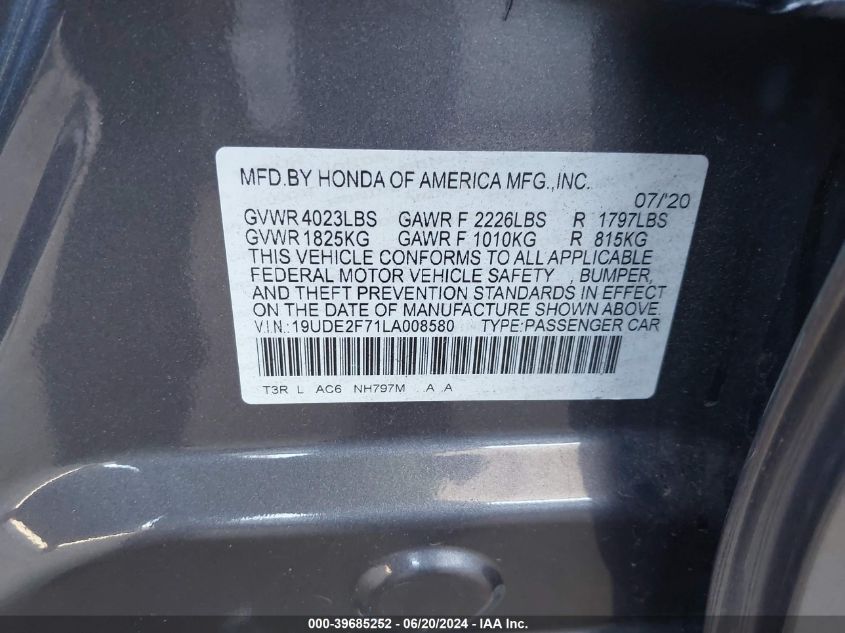 MFD.BY HONDA OF AMERICA MFG.,INC.
07/'20
GVWR 4023LBS GAWR F 2226LBS R 1797LBS
GVWR 1825KG GAWR F 1010KG R 815KG
THIS VEHICLE CONFORMS TO ALL APPLICABLE
FEDERAL MOTOR VEHICLE SAFETY , BUMPER,
AND THEFT PREVENTION STANDARDS IN EFFECT
ON THE DATE OF MANUFACTURE SHOWN ABOVE.
V.I.N.:19UDE2F71LA008580 TYPE:PASSENGER CAR
T3R L AC6 NH797M ..A .A
000-39685252 - 06/20/2024 - IAA Inc.